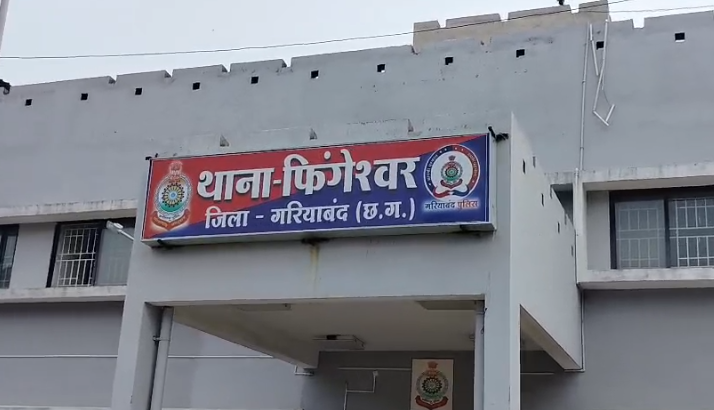 थाना-फिंगेश्वर
जिला - गरियाबंद (छ.ग.)
गरियाबंद पुलिस